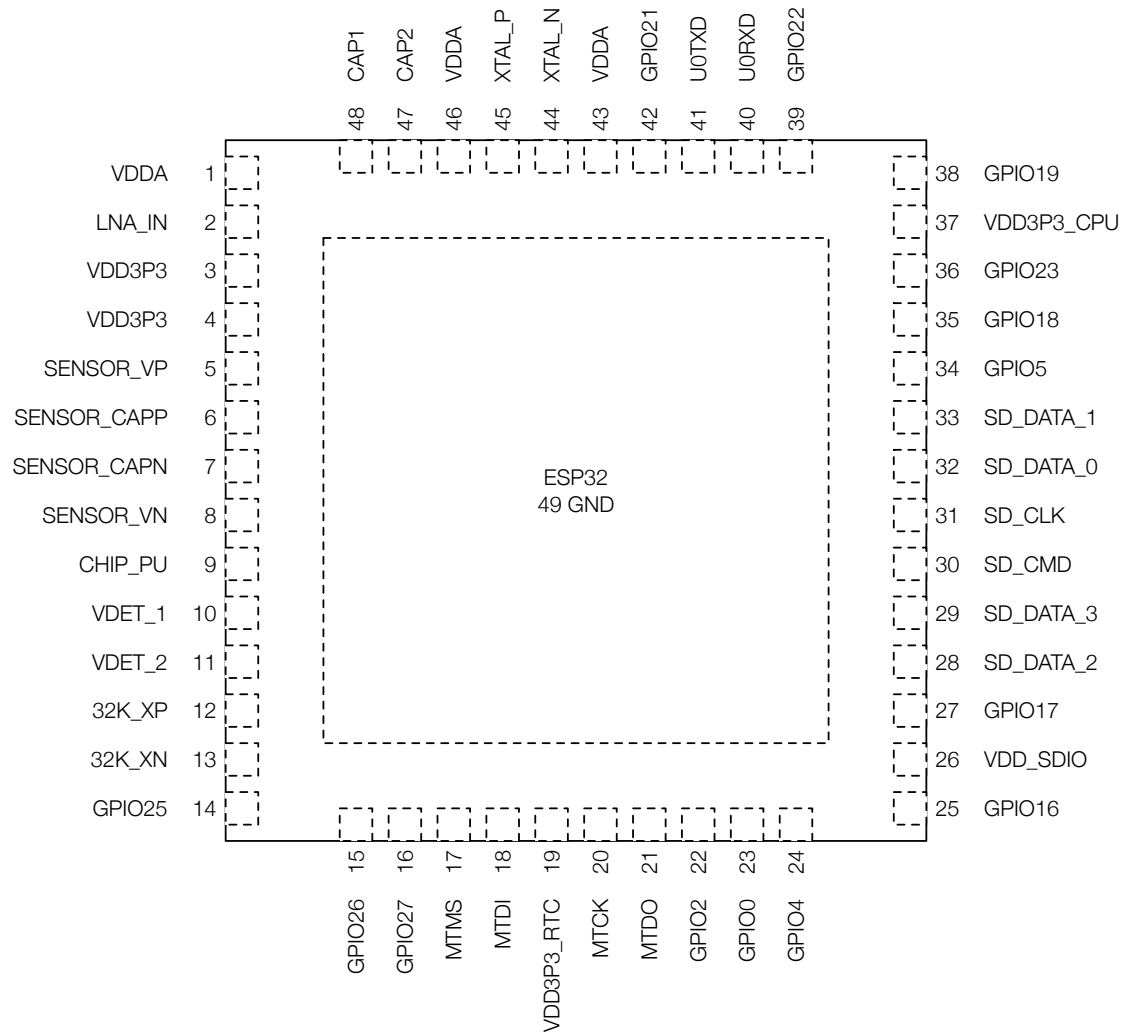 CAP1
CAP2
VDDA
XTAL_P
XTAL_N
VDDA
GPIO21
U0TXD
U0RXD
GPIO22
48
47
46
45
44
43
42
41
40
39
VDDA 1
LNA_IN 2
VDD3P3 3
VDD3P3 4
SENSOR_VP 5
SENSOR_CAPP 6
SENSOR_CAPN 7
SENSOR_VN 8
CHIP_PU 9
VDET_1 10
VDET_2 11
32K_XP 12
32K_XN 13
GPIO25 14
ESP32
49 GND
38 GPIO19
37 VDD3P3_CPU
36 GPIO23
35 GPIO18
34 GPIO5
33 SD_DATA_1
32 SD_DATA_0
31 SD_CLK
30 SD_CMD
29 SD_DATA_3
28 SD_DATA_2
27 GPIO17
26 VDD_SDIO
25 GPIO16
15
16
17
18
19
20
21
22
23
24
GPIO26
GPIO27
MTMS
MTDI
VDD3P3_RTC
MTCK
MTDO
GPIO2
GPIO0
GPIO4